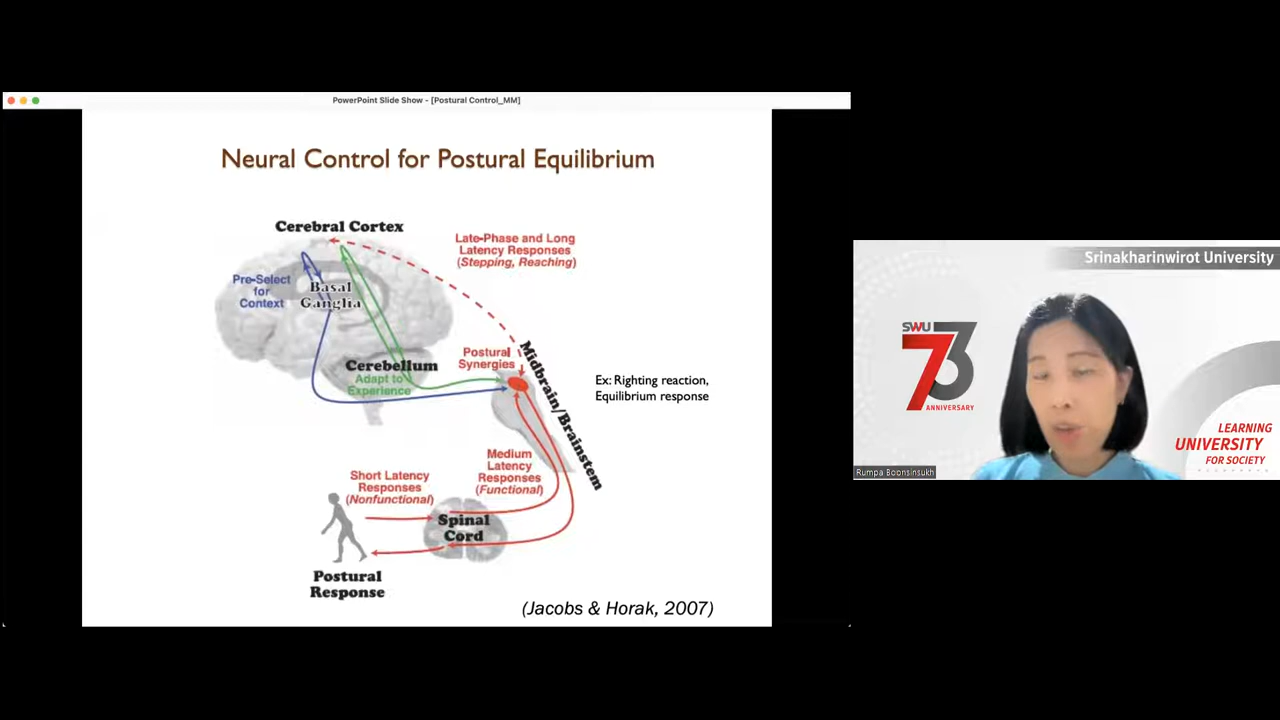 PowerPoint Slide Show - [Postural Control_MM]
Neural Control for Postural Equilibrium
Cerebral Cortex
Late-Phase and Long
Latency Responses
(Stepping, Reaching)
Pre-Select
for
Context
Basal
Ganglia
Cerebellum
Adapt to
Experience
Postural
Synergies
Midbrain/Brainstem
Ex: Righting reaction,
Equilibrium response
Medium
Latency
Responses
(Functional)
Short Latency
Responses
(Nonfunctional)
Spinal
Cord
Postural
Response
(Jacobs & Horak, 2007)
Srinakharinwirot University
SWU
73
ANNIVERSARY
LEARNING
UNIVERSITY
FOR SOCIETY
Rumpa Boonsinsukh